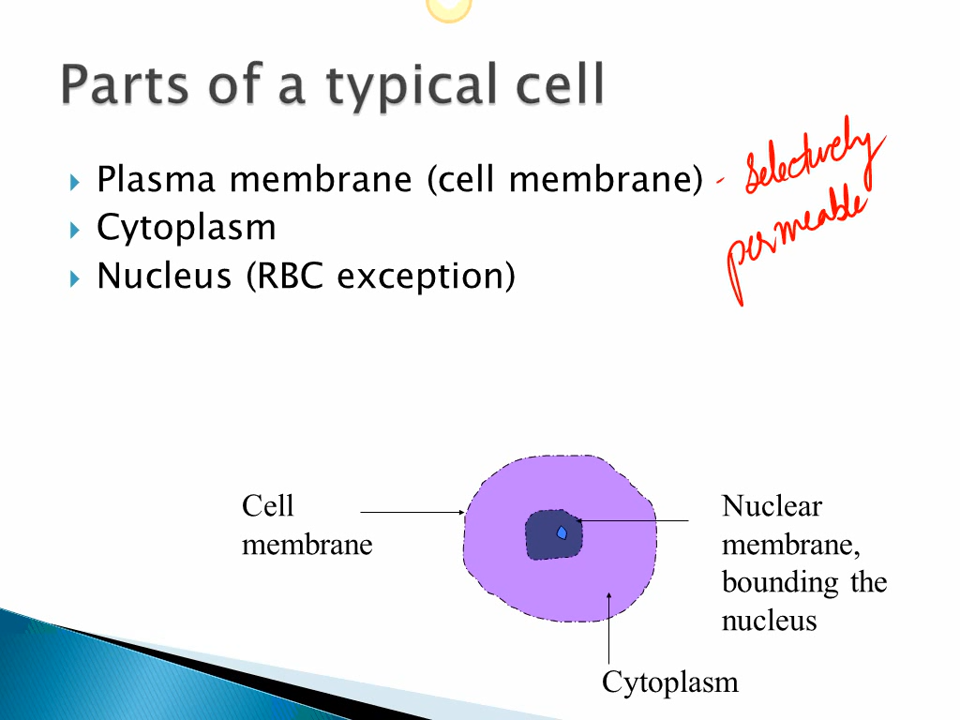 Parts of a typical cell
Plasma membrane (cell membrane) - Selectively
permeable
Cytoplasm
Nucleus (RBC exception)
Cell
membrane
Nuclear
membrane,
bounding the
nucleus
Cytoplasm